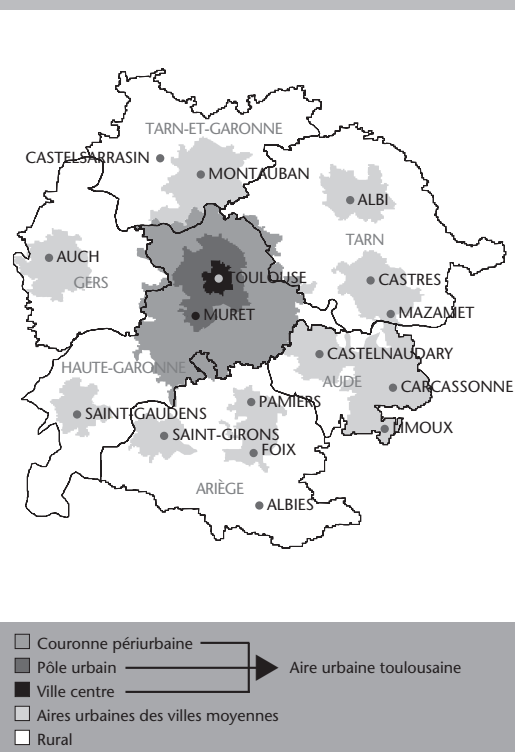 TARN-ET-GARONNE
CASTELSARRASIN
MONTAUBAN
ALBI
TARN
AUCH
GERS
TOULOUSE
CASTRES
MURET
MAZAMET
CASTELNAUDARY
HAUTE-GARONNE
AUDE
CARCASSONNE
PAMIERS
SAINT-GAUDENS
LIMOUX
SAINT-GIRONS
FOIX
ARIÈGE
ALBIES
Couronne périurbaine
Pôle urbain
Aire urbaine toulousaine
Ville centre
Aires urbaines des villes moyennes
Rural